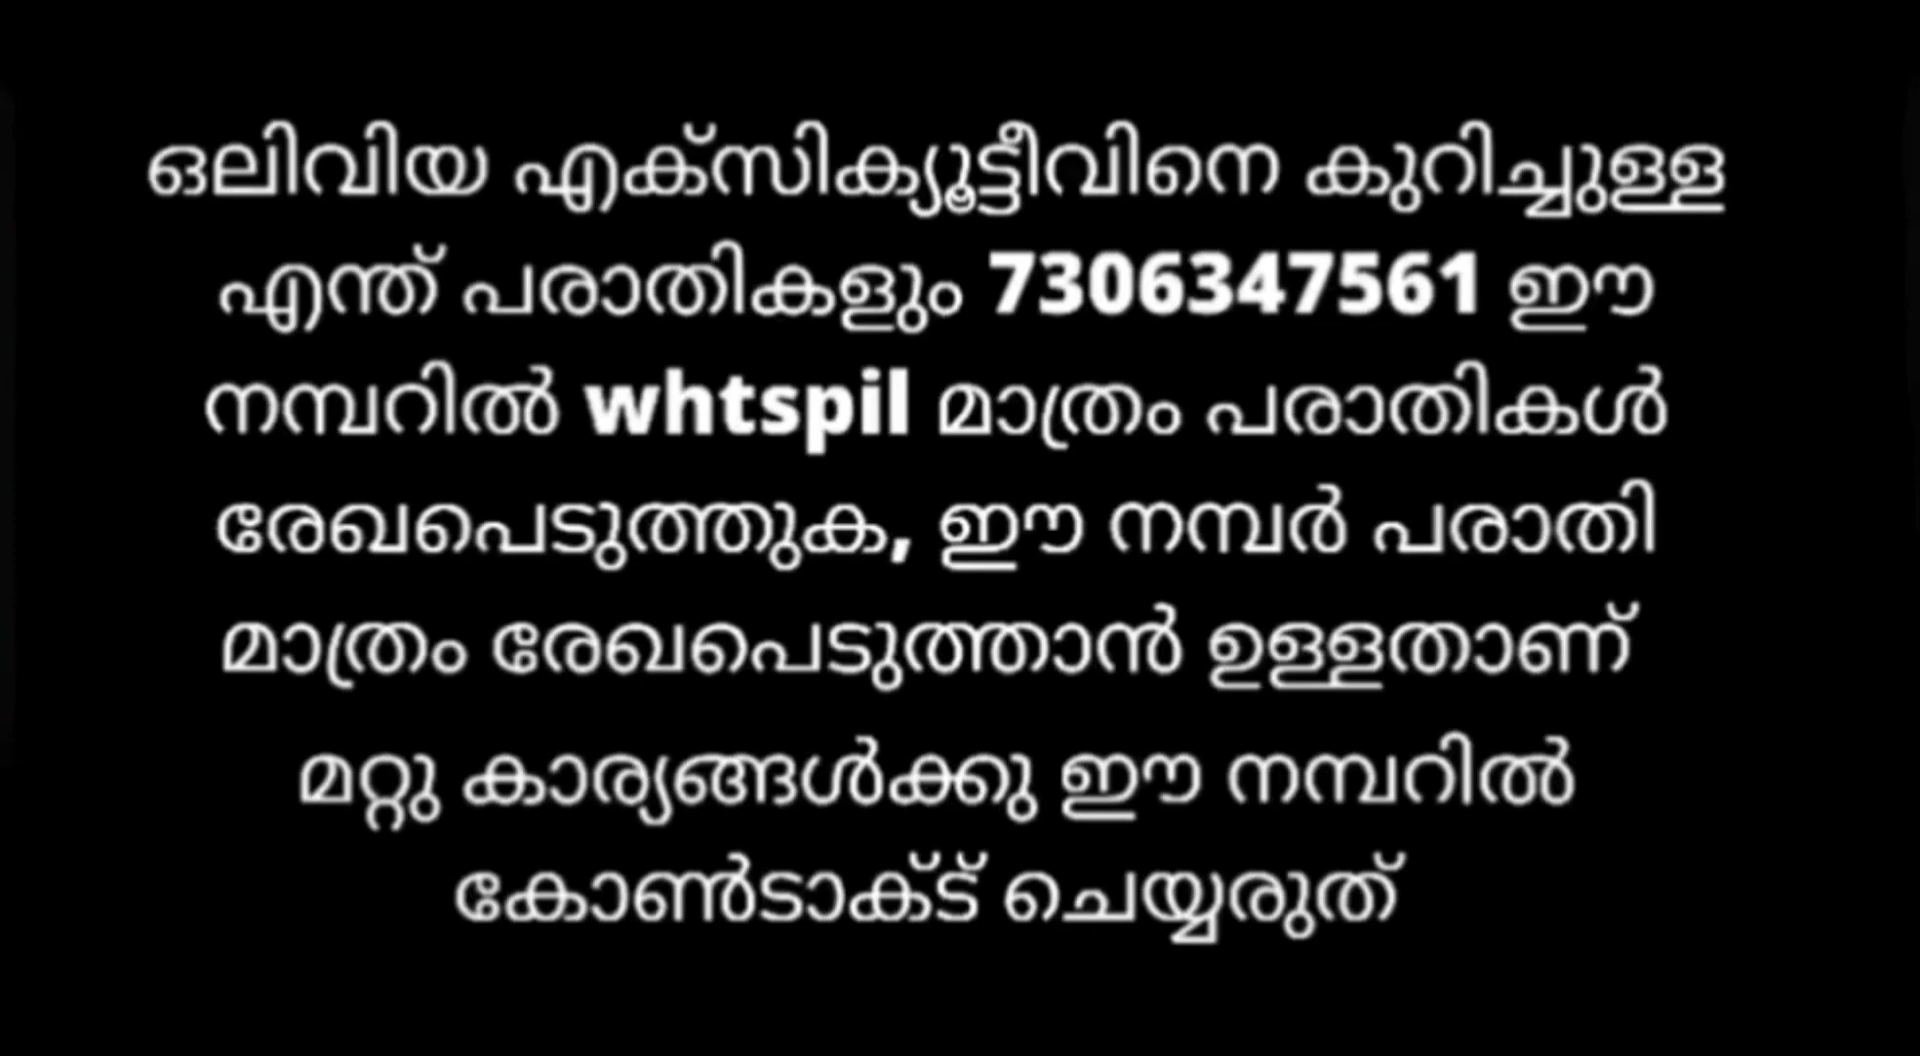 ഒലിവിയ എക്സിക്യൂട്ടീവിനെ കുറിച്ചുള്ള
എന്ത് പരാതികളും 7306347561 ഈ
നമ്പറിൽ whtspil മാത്രം പരാതികൾ
രേഖപെടുത്തുക, ഈ നമ്പർ പരാതി
മാത്രം രേഖപെടുത്താൻ ഉള്ളതാണ്
മറ്റു കാര്യങ്ങൾക്കു ഈ നമ്പറിൽ
കോൺടാക്ട് ചെയ്യരുത്